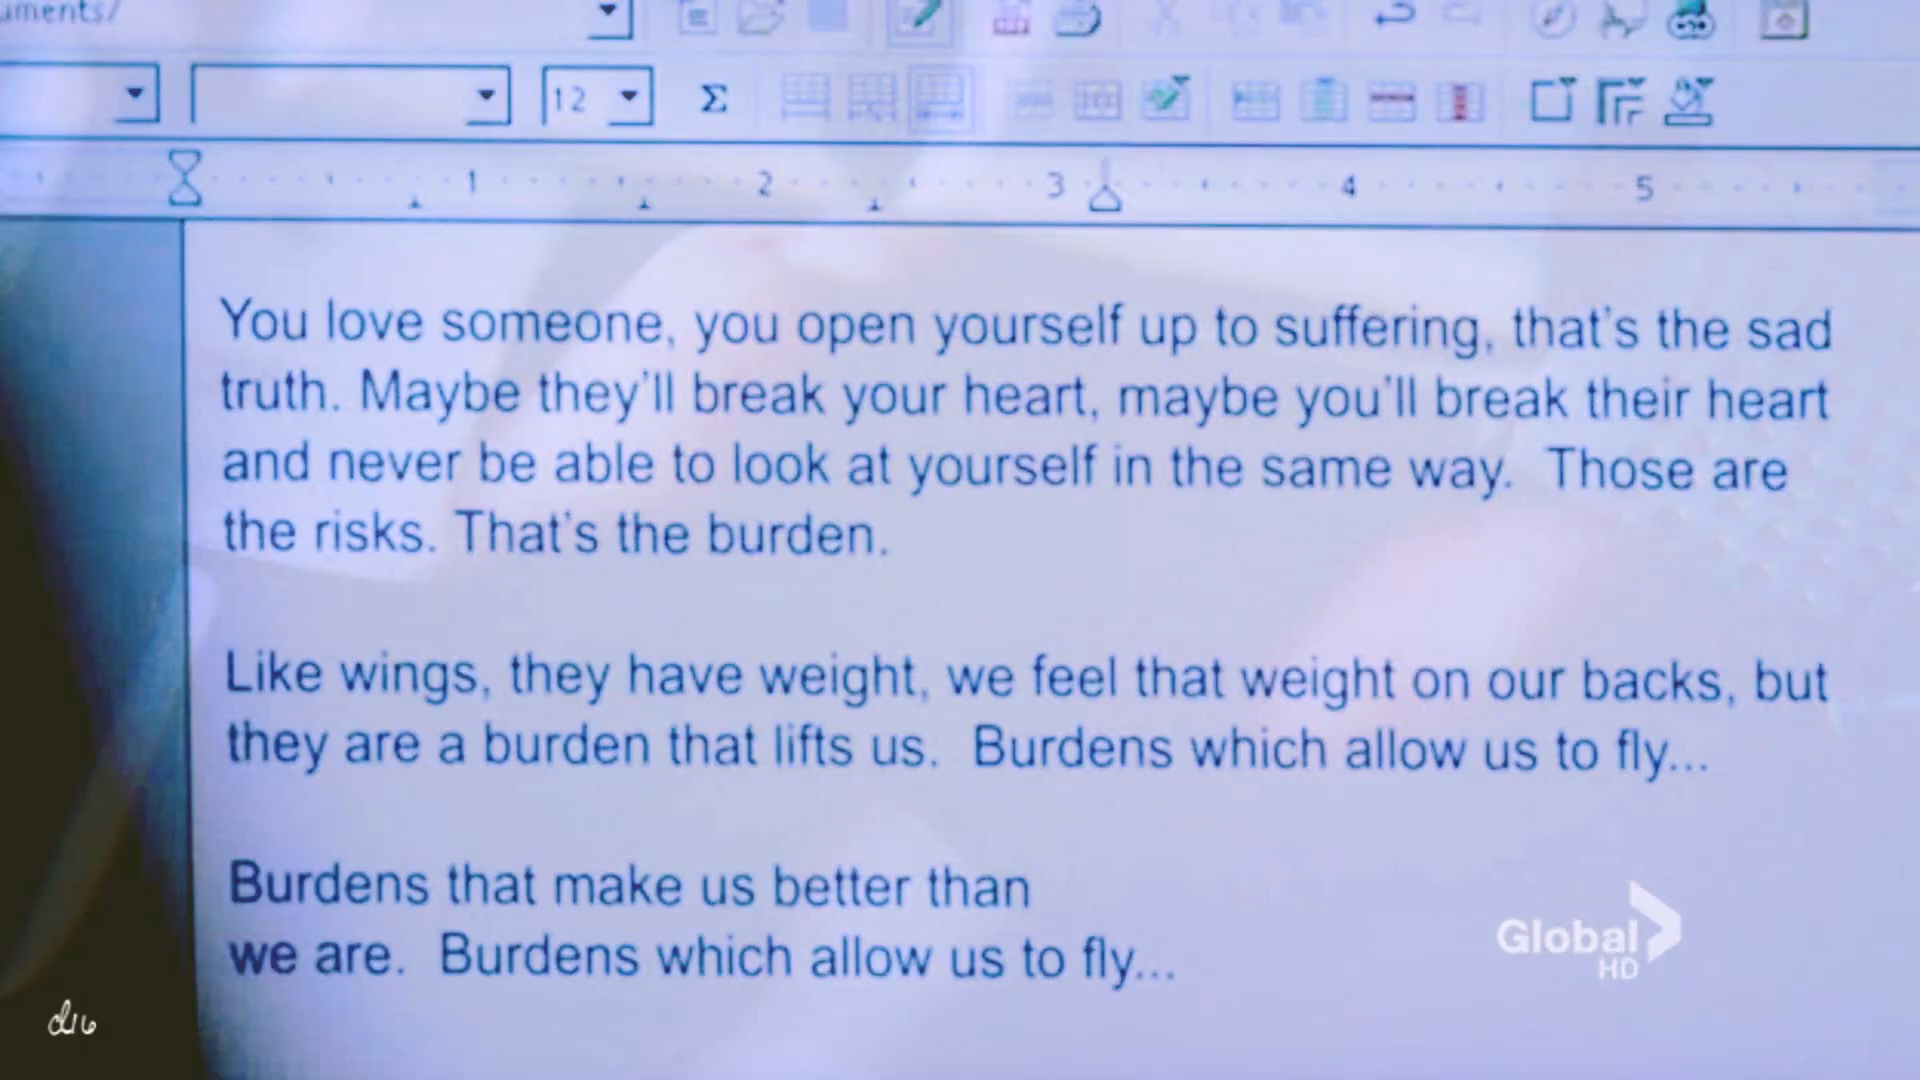 uments/
12
1 2 3 4 5
You love someone, you open yourself up to suffering, that's the sad
truth. Maybe they'll break your heart, maybe you'll break their heart
and never be able to look at yourself in the same way.  Those are
the risks. That's the burden.
Like wings, they have weight, we feel that weight on our backs, but
they are a burden that lifts us.  Burdens which allow us to fly...
Burdens that make us better than
we are.  Burdens which allow us to fly...
Global
HD
d16